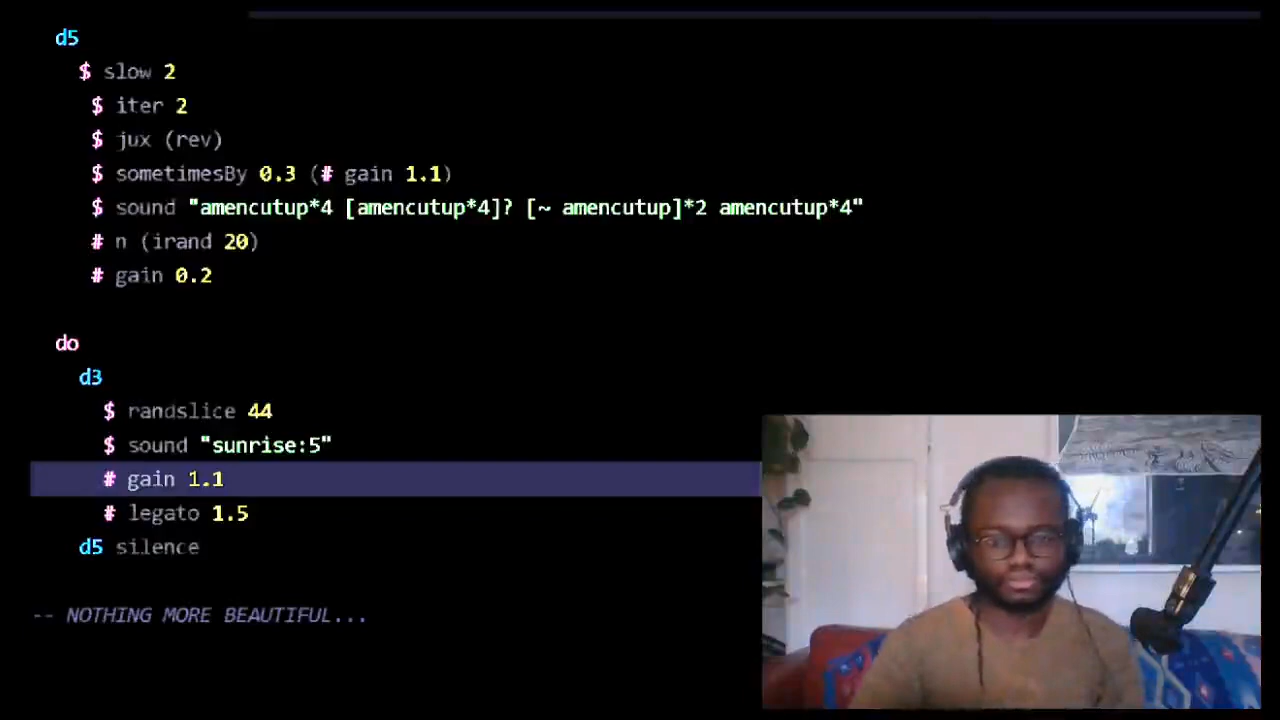 d5
$ slow 2
$ iter 2
$ jux (rev)
$ sometimesBy 0.3 (# gain 1.1)
$ sound "amencutup*4 [amencutup*4]? [~ amencutup]*2 amencutup*4"
# n (irand 20)
# gain 0.2
do
d3
$ randslice 44
$ sound "sunrise:5"
# gain 1.1
# legato 1.5
d5 silence
-- NOTHING MORE BEAUTIFUL...